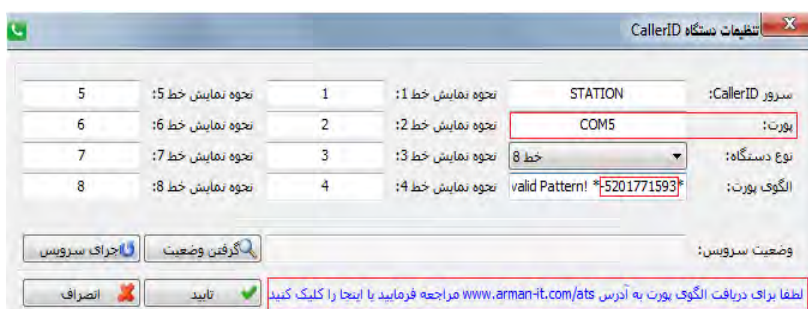 تنظیمات دستگاه CallerID
سرور CallerID: STATION نحوه نمایش خط 1: 1 نحوه نمایش خط 5: 5
پورت: COM5 نحوه نمایش خط 2: 2 نحوه نمایش خط 6: 6
نوع دستگاه: 8 خط نحوه نمایش خط 3: 3 نحوه نمایش خط 7: 7
الگوی پورت: valid Pattern! *-5201771593* نحوه نمایش خط 4: 4 نحوه نمایش خط 8: 8
وضعیت سرویس: گرفتن وضعیت اجرای سرویس
لطفا برای دریافت الگوی پورت به آدرس www.arman-it.com/ats مراجعه فرمایید یا اینجا را کلیک کنید تایید انصراف